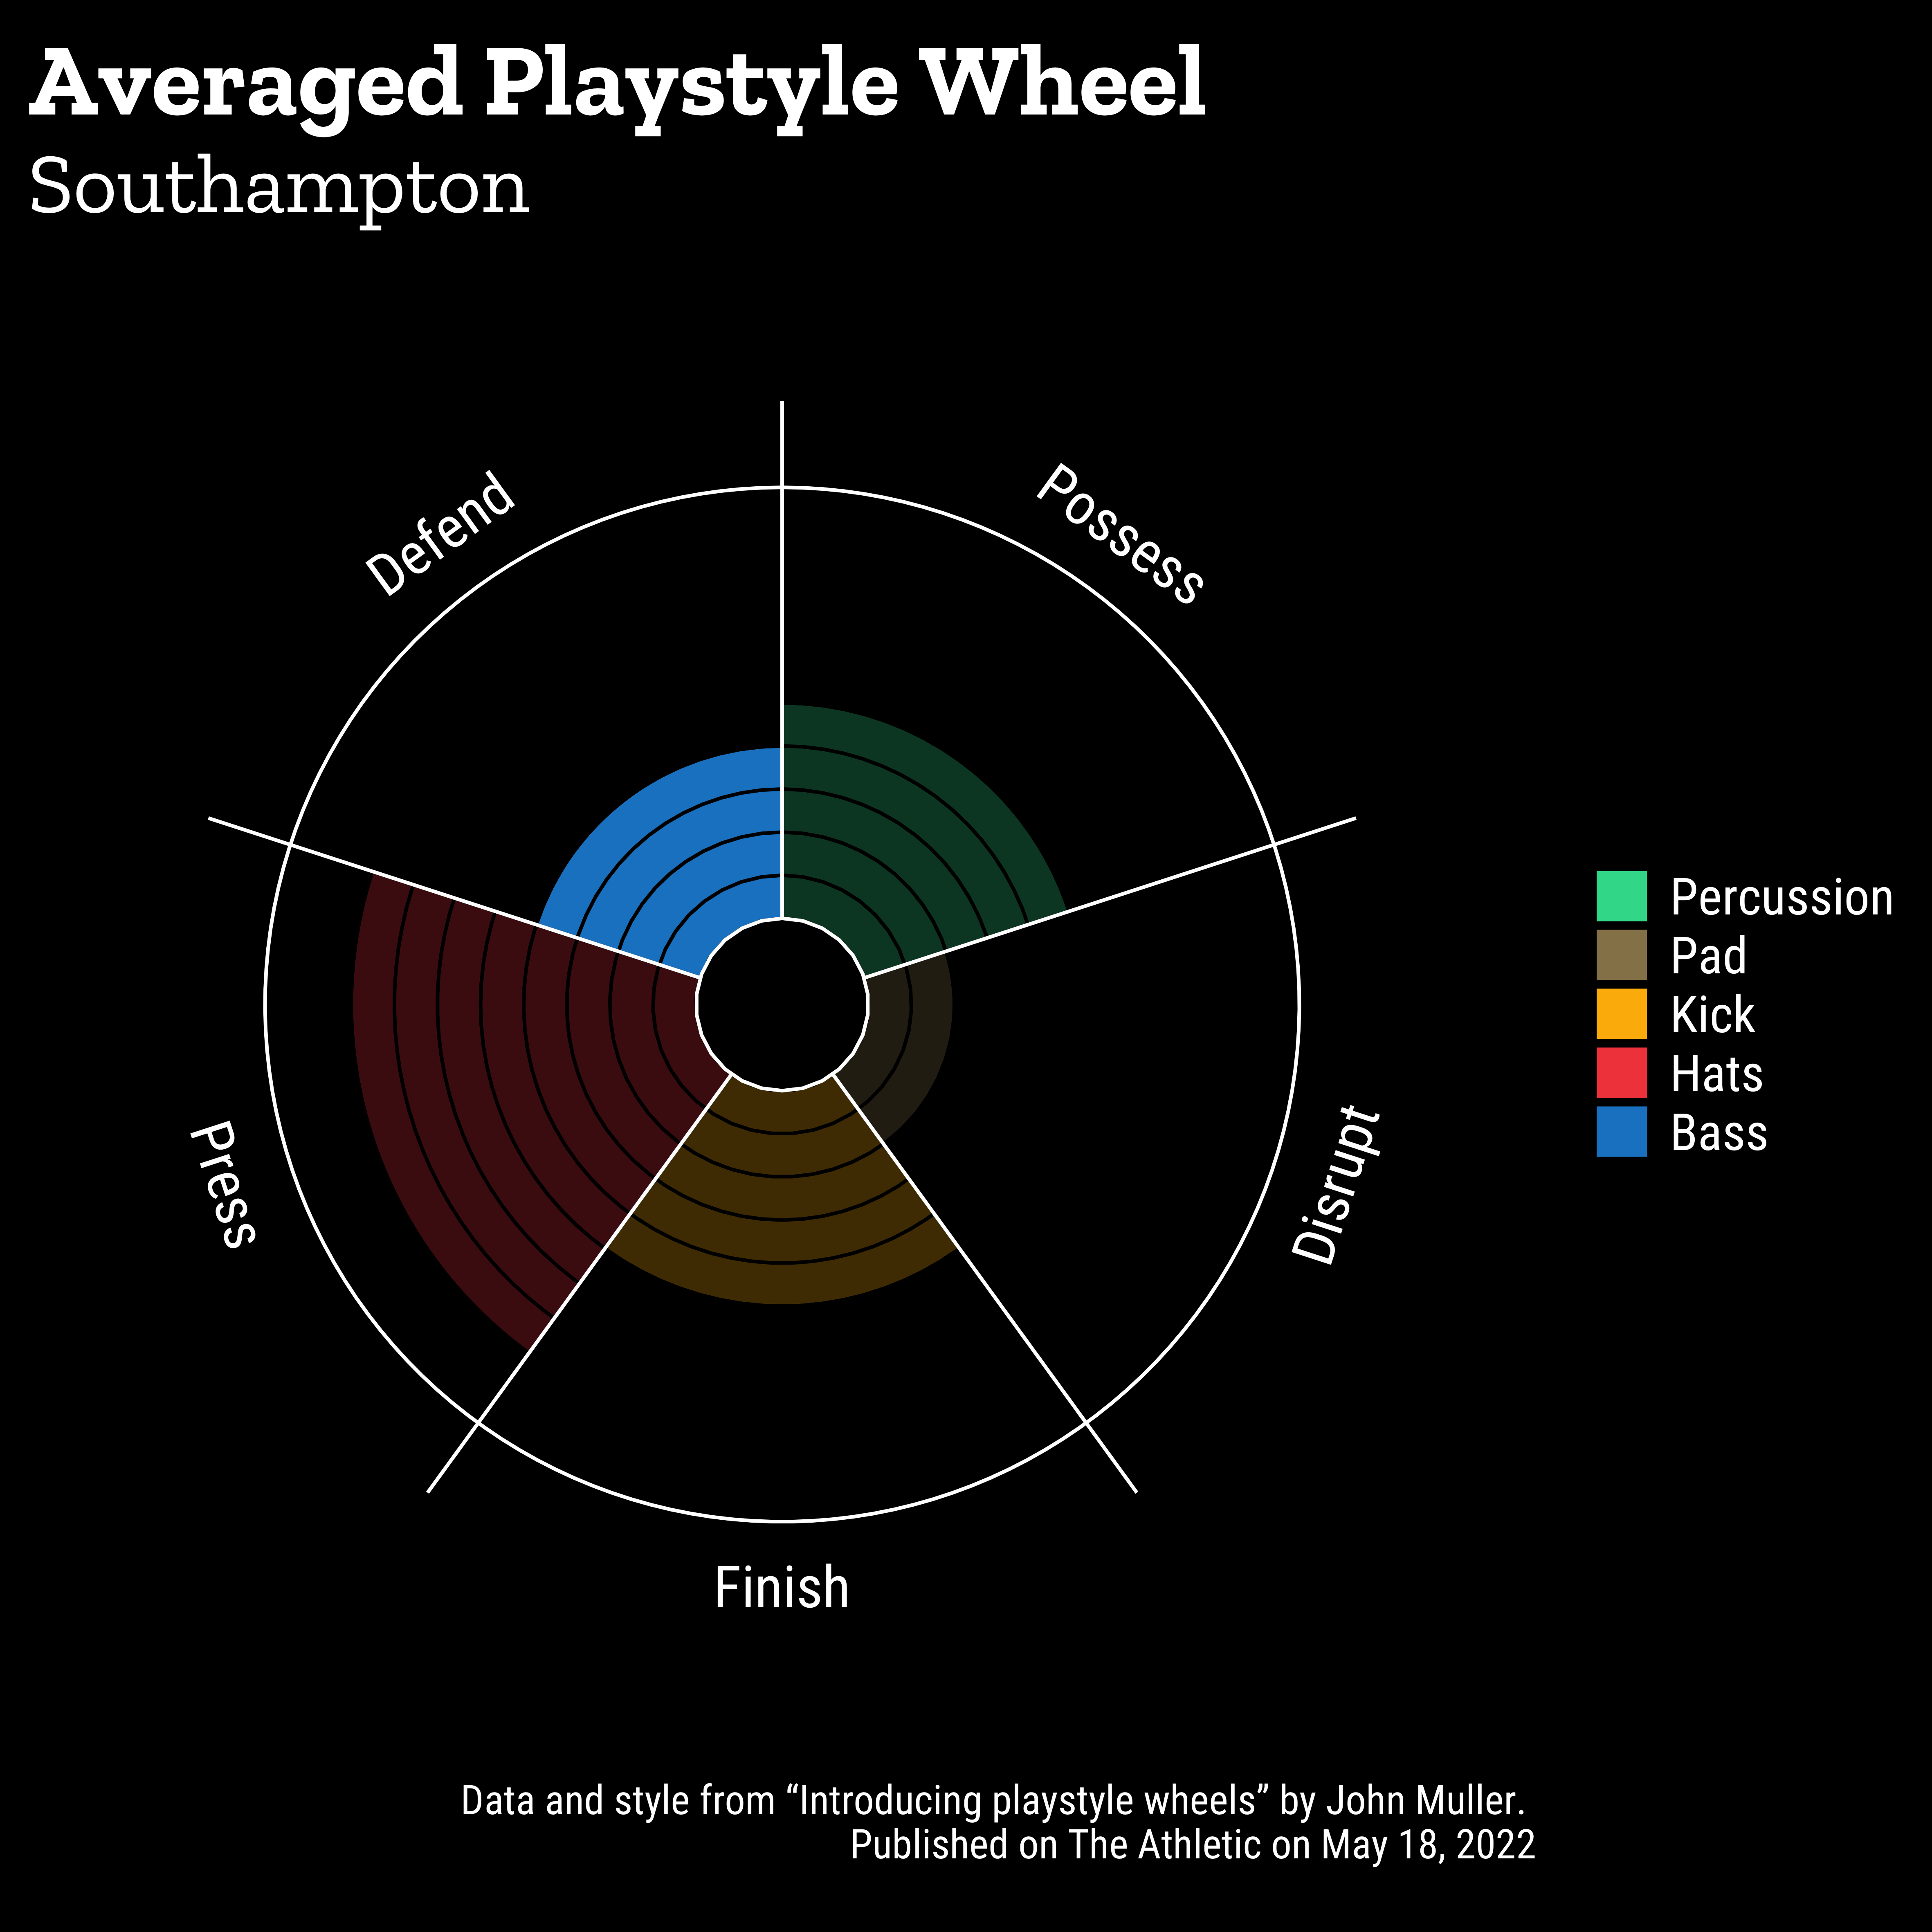 Averaged Playstyle Wheel
Southampton
Defend
Possess
Press
Disrupt
Finish
Percussion
Pad
Kick
Hats
Bass
Data and style from “Introducing playstyle wheels” by John Muller.
Published on The Athletic on May 18, 2022